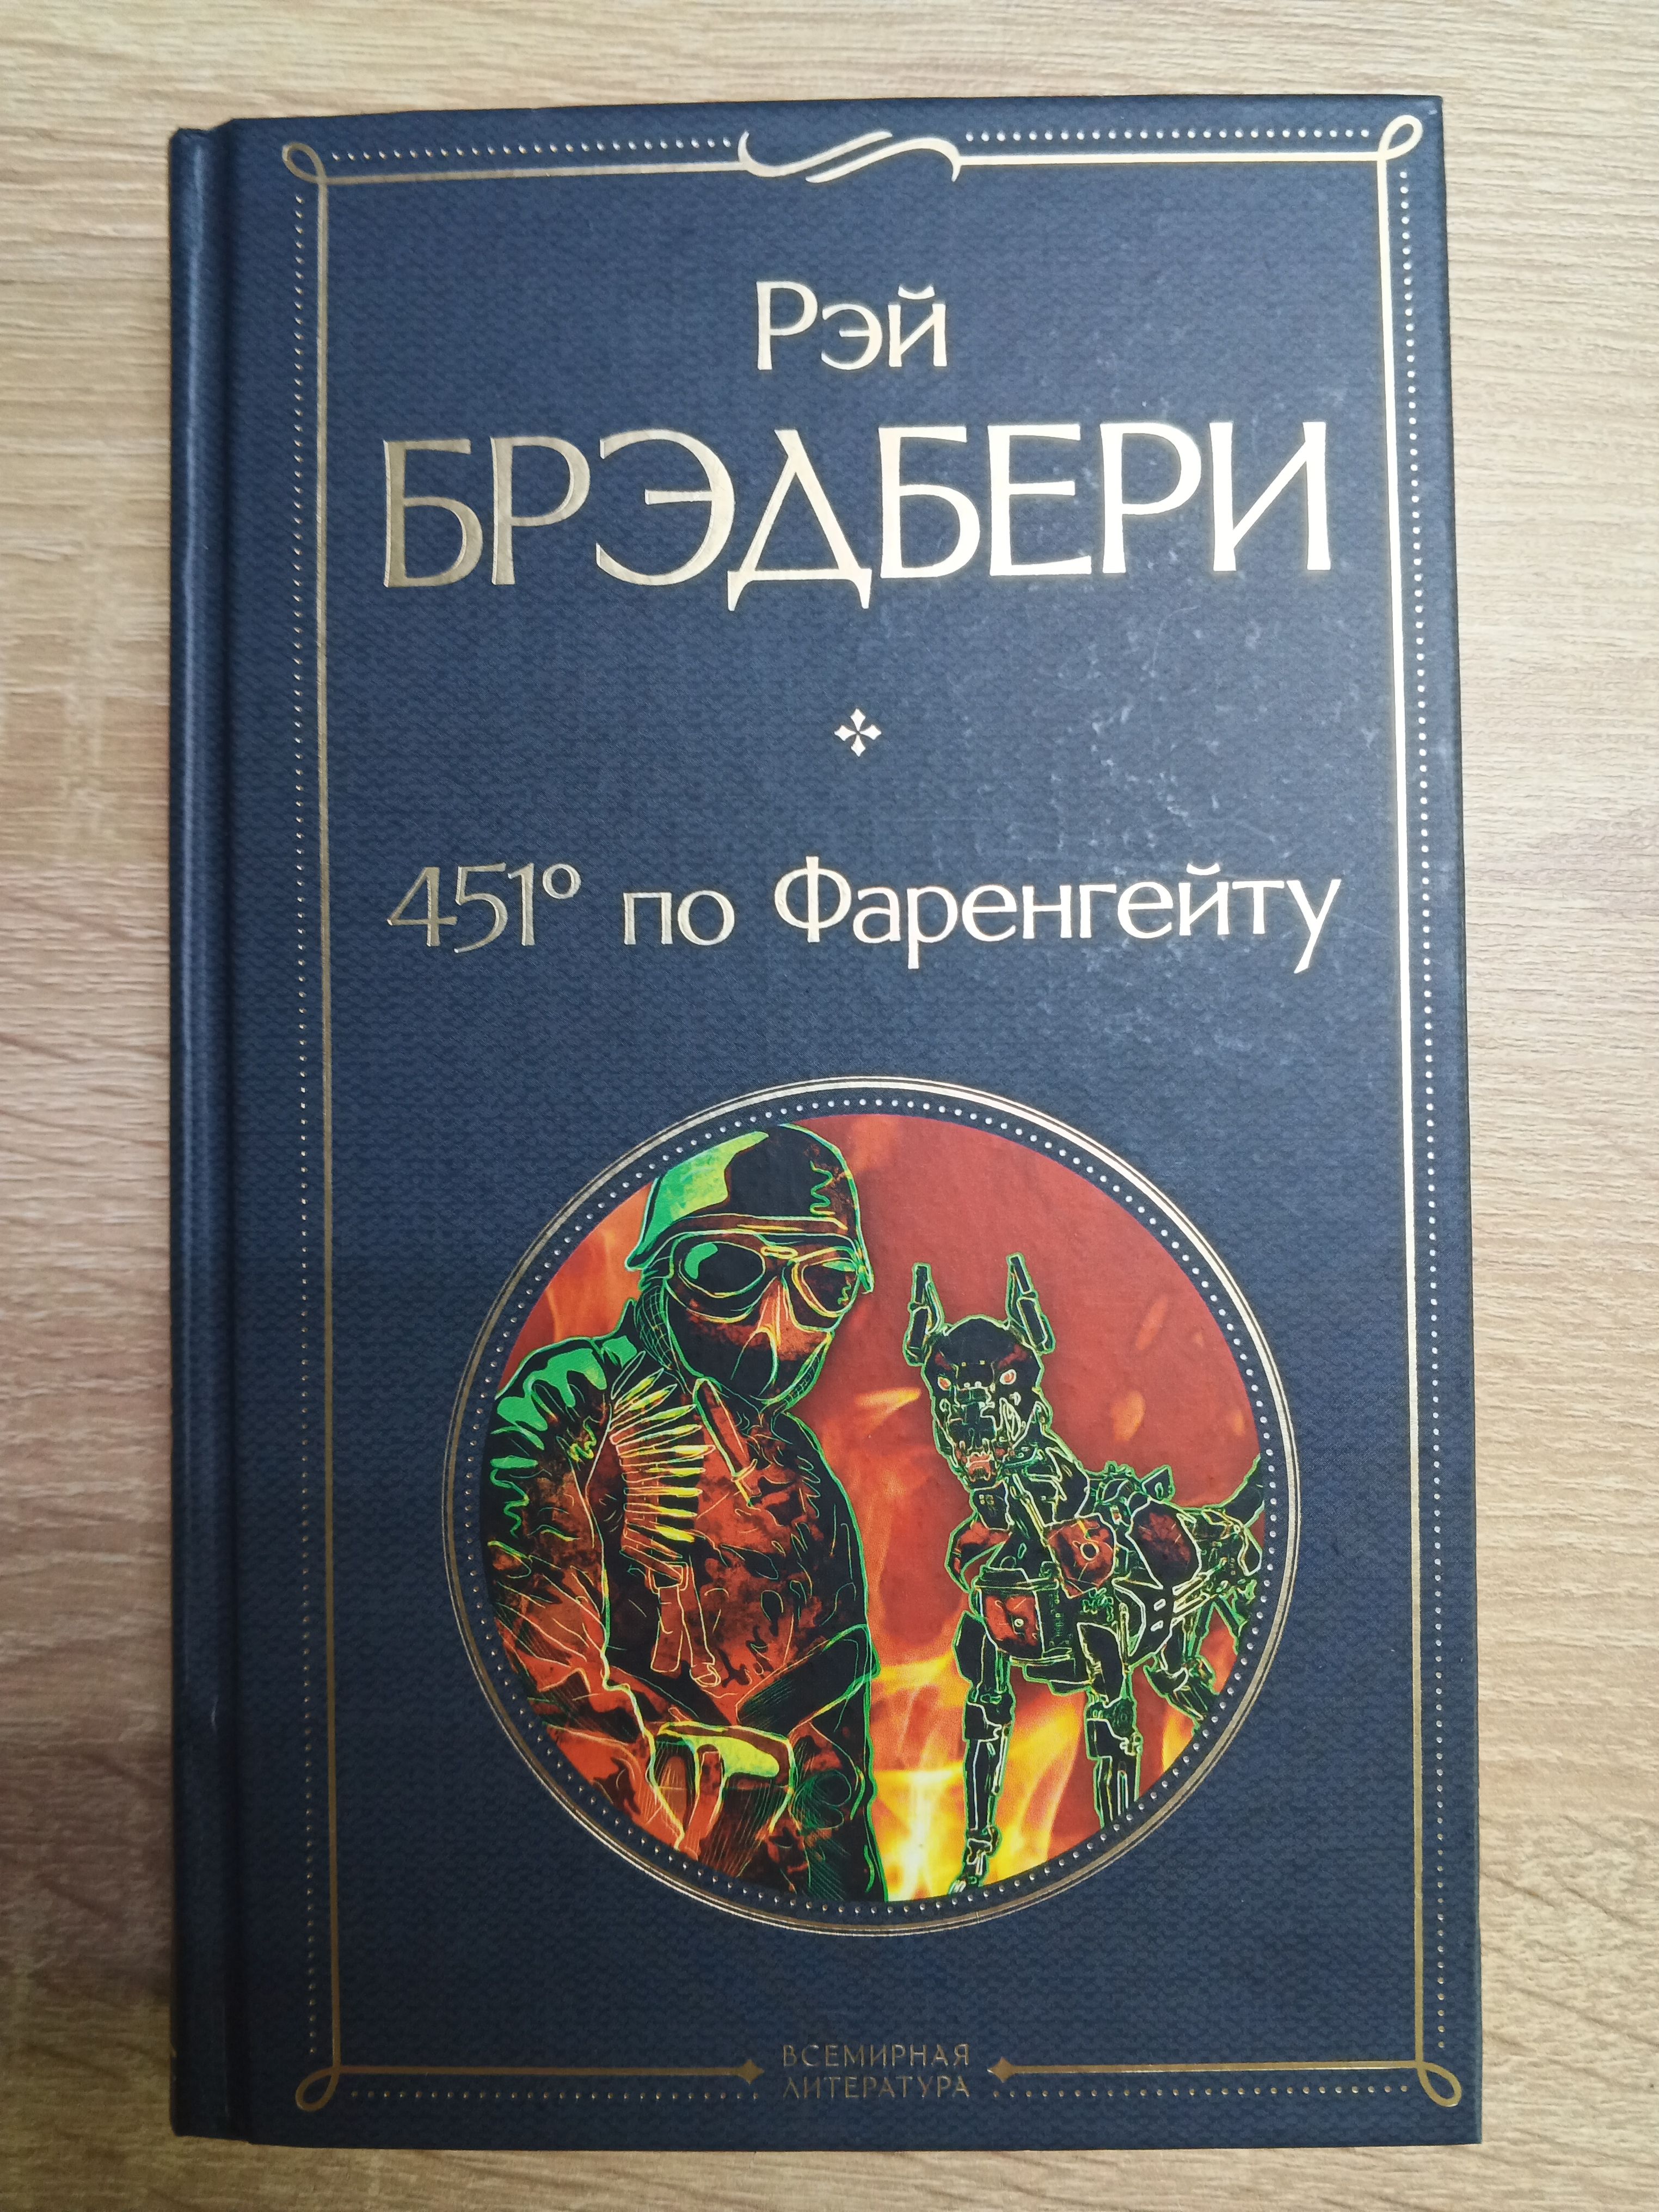 Рэй
БРЭДБЕРИ
451° по Фаренгейту
ВСЕМИРНАЯ
ЛИТЕРАТУРА